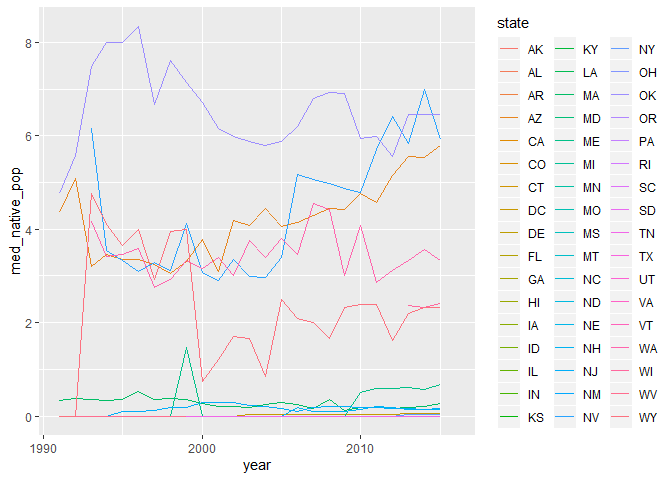 med_native_pop
8
6
4
2
0
1990 2000 2010
year
state
AK KY NY
AL LA OH
AR MA OK
AZ MD OR
CA ME PA
CO MI RI
CT MN SC
DC MO SD
DE MS TN
FL MT TX
GA NC UT
HI ND VA
IA NE VT
ID NH WA
IL NJ WI
IN NM WV
KS NV WY